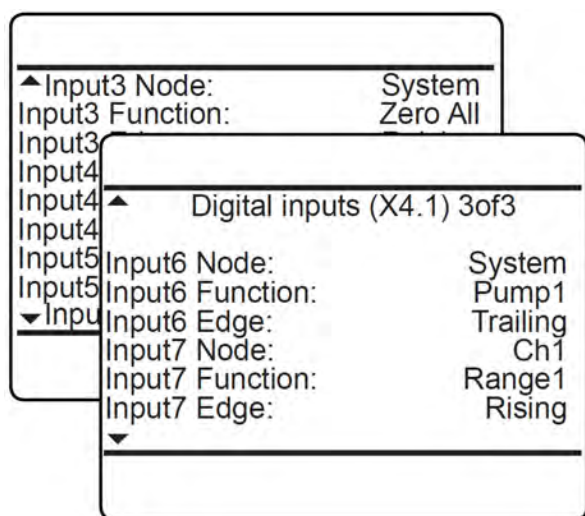 Input3 Node: System
Input3 Function: Zero All
Input3
Input4
Input4
Input4
Input5
Input5
Inpu
Digital inputs (X4.1) 3of3
Input6 Node: System
Input6 Function: Pump1
Input6 Edge: Trailing
Input7 Node: Ch1
Input7 Function: Range1
Input7 Edge: Rising